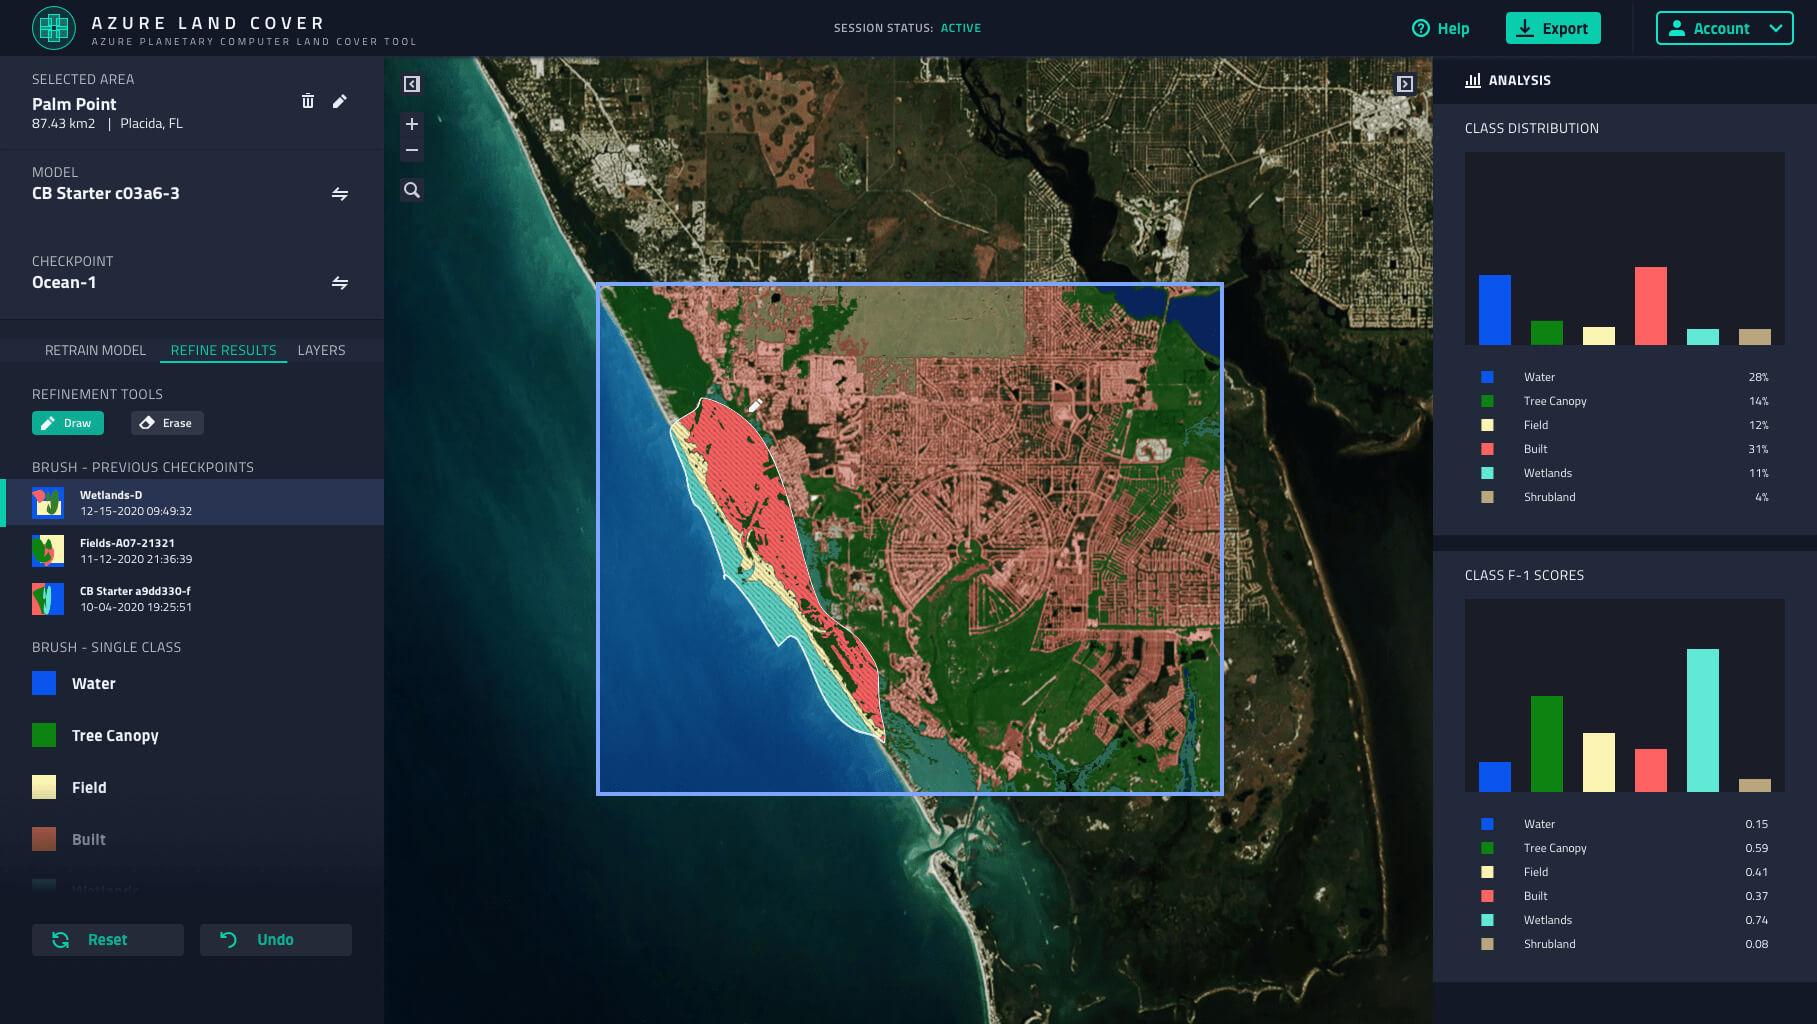 AZURE LAND COVER
AZURE PLANETARY COMPUTER LAND COVER TOOL
SESSION STATUS: ACTIVE
Help
Export
Account
SELECTED AREA
Palm Point
87.43 km2 | Placida, FL
MODEL
CB Starter c03a6-3
CHECKPOINT
Ocean-1
RETRAIN MODEL
REFINE RESULTS
LAYERS
REFINEMENT TOOLS
Draw
Erase
BRUSH - PREVIOUS CHECKPOINTS
Wetlands-D
12-15-2020 09:49:32
Fields-A07-21321
11-12-2020 21:36:39
CB Starter a9dd330-f
10-04-2020 19:25:51
BRUSH - SINGLE CLASS
Water
Tree Canopy
Field
Built
Wetlands
Reset
Undo
ANALYSIS
CLASS DISTRIBUTION
Water 28%
Tree Canopy 14%
Field 12%
Built 31%
Wetlands 11%
Shrubland 4%
CLASS F-1 SCORES
Water 0.15
Tree Canopy 0.59
Field 0.41
Built 0.37
Wetlands 0.74
Shrubland 0.08